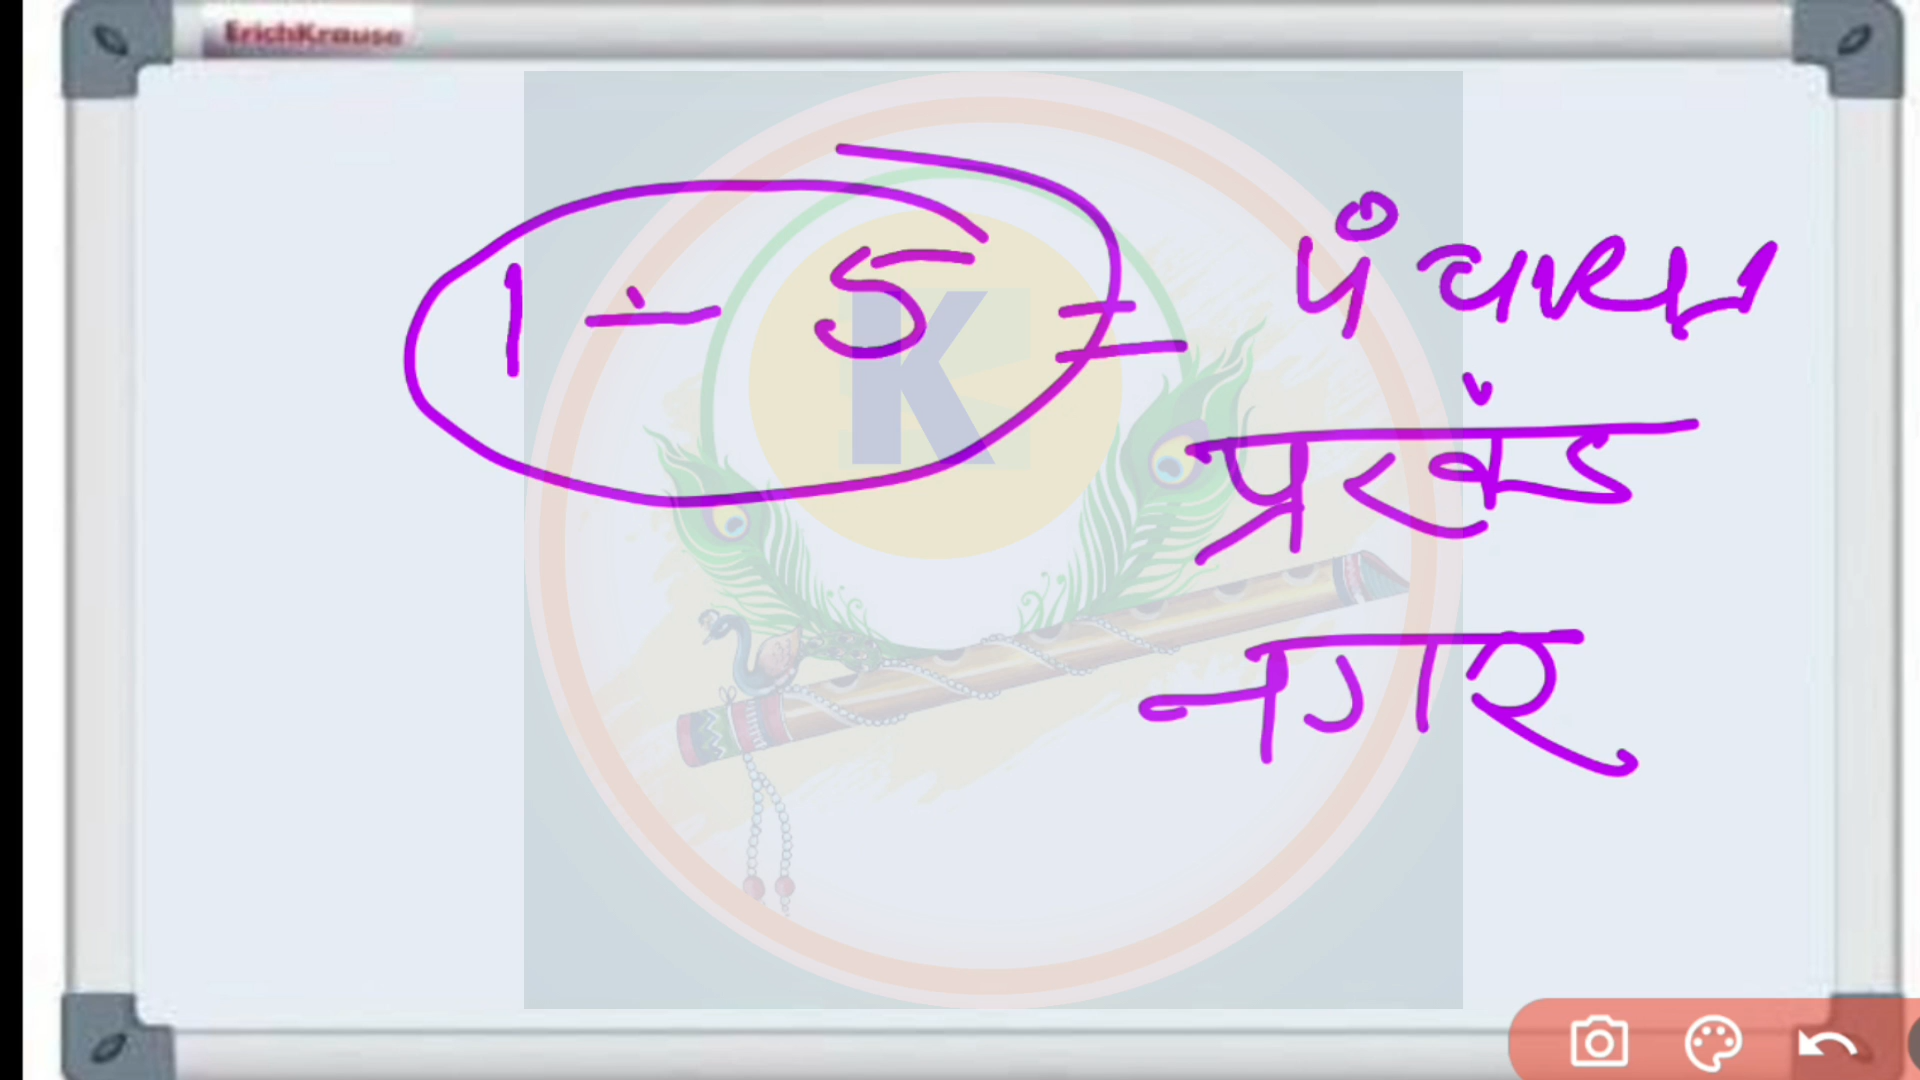 ErichKrause
K
1 - 5 = पंचायत
प्रखंड
नगर